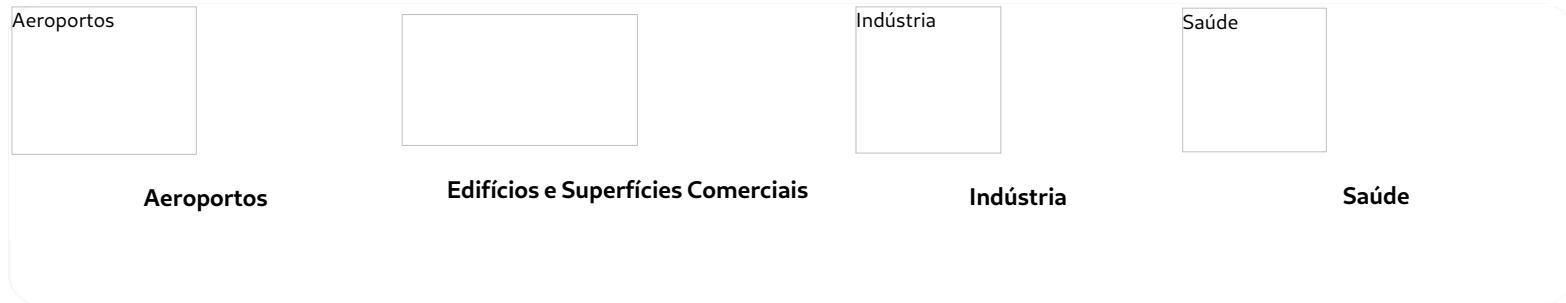 Aeroportos
Indústria
Saúde
Aeroportos
Edifícios e Superfícies Comerciais
Indústria
Saúde